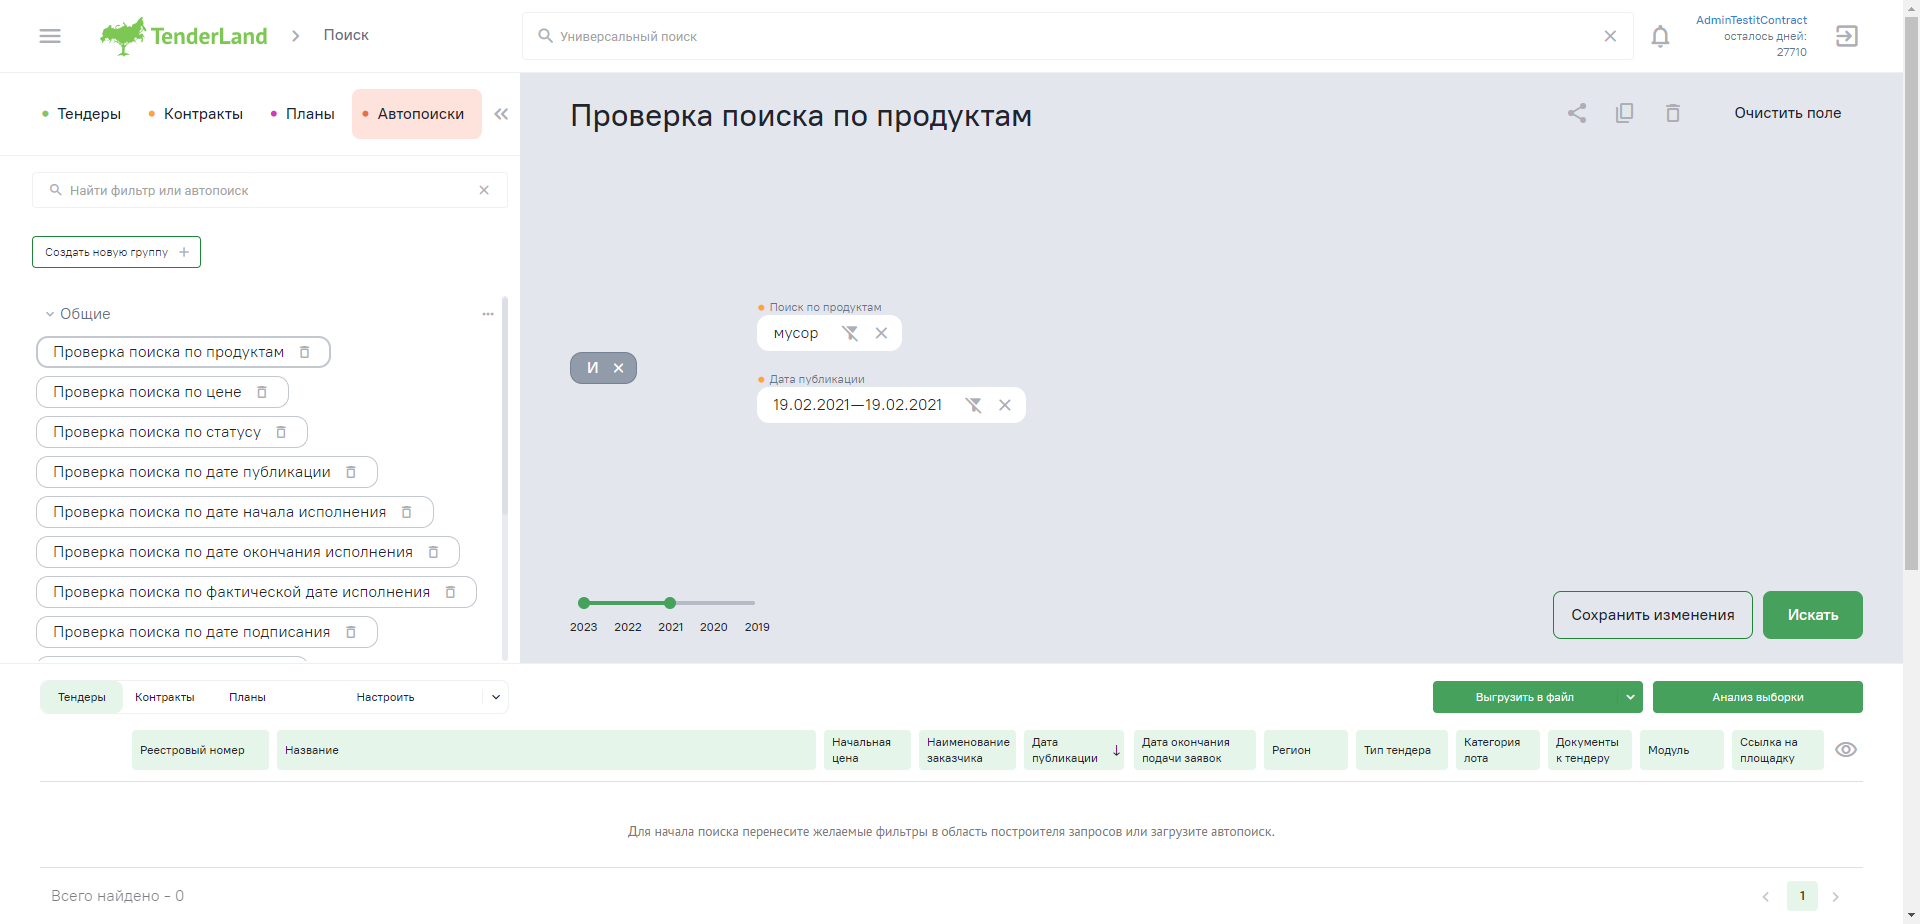 TenderLand
Поиск
Универсальный поиск
AdminTestitContract
осталось дней:
27710
Тендеры
Контракты
Планы
Автопоиски
Найти фильтр или автопоиск
Создать новую группу
Общие
Проверка поиска по продуктам
Проверка поиска по цене
Проверка поиска по статусу
Проверка поиска по дате публикации
Проверка поиска по дате начала исполнения
Проверка поиска по дате окончания исполнения
Проверка поиска по фактической дате исполнения
Проверка поиска по дате подписания
Проверка поиска по продуктам
Очистить поле
Поиск по продуктам
мусор
И
Дата публикации
19.02.2021—19.02.2021
2023 2022 2021 2020 2019
Сохранить изменения
Искать
Тендеры
Контракты
Планы
Настроить
Выгрузить в файл
Анализ выборки
Реестровый номер
Название
Начальная
цена
Наименование
заказчика
Дата
публикации
Дата окончания
подачи заявок
Регион
Тип тендера
Категория
лота
Документы
к тендеру
Модуль
Ссылка на
площадку
Для начала поиска перенесите желаемые фильтры в область построителя запросов или загрузите автопоиск.
Всего найдено - 0
1